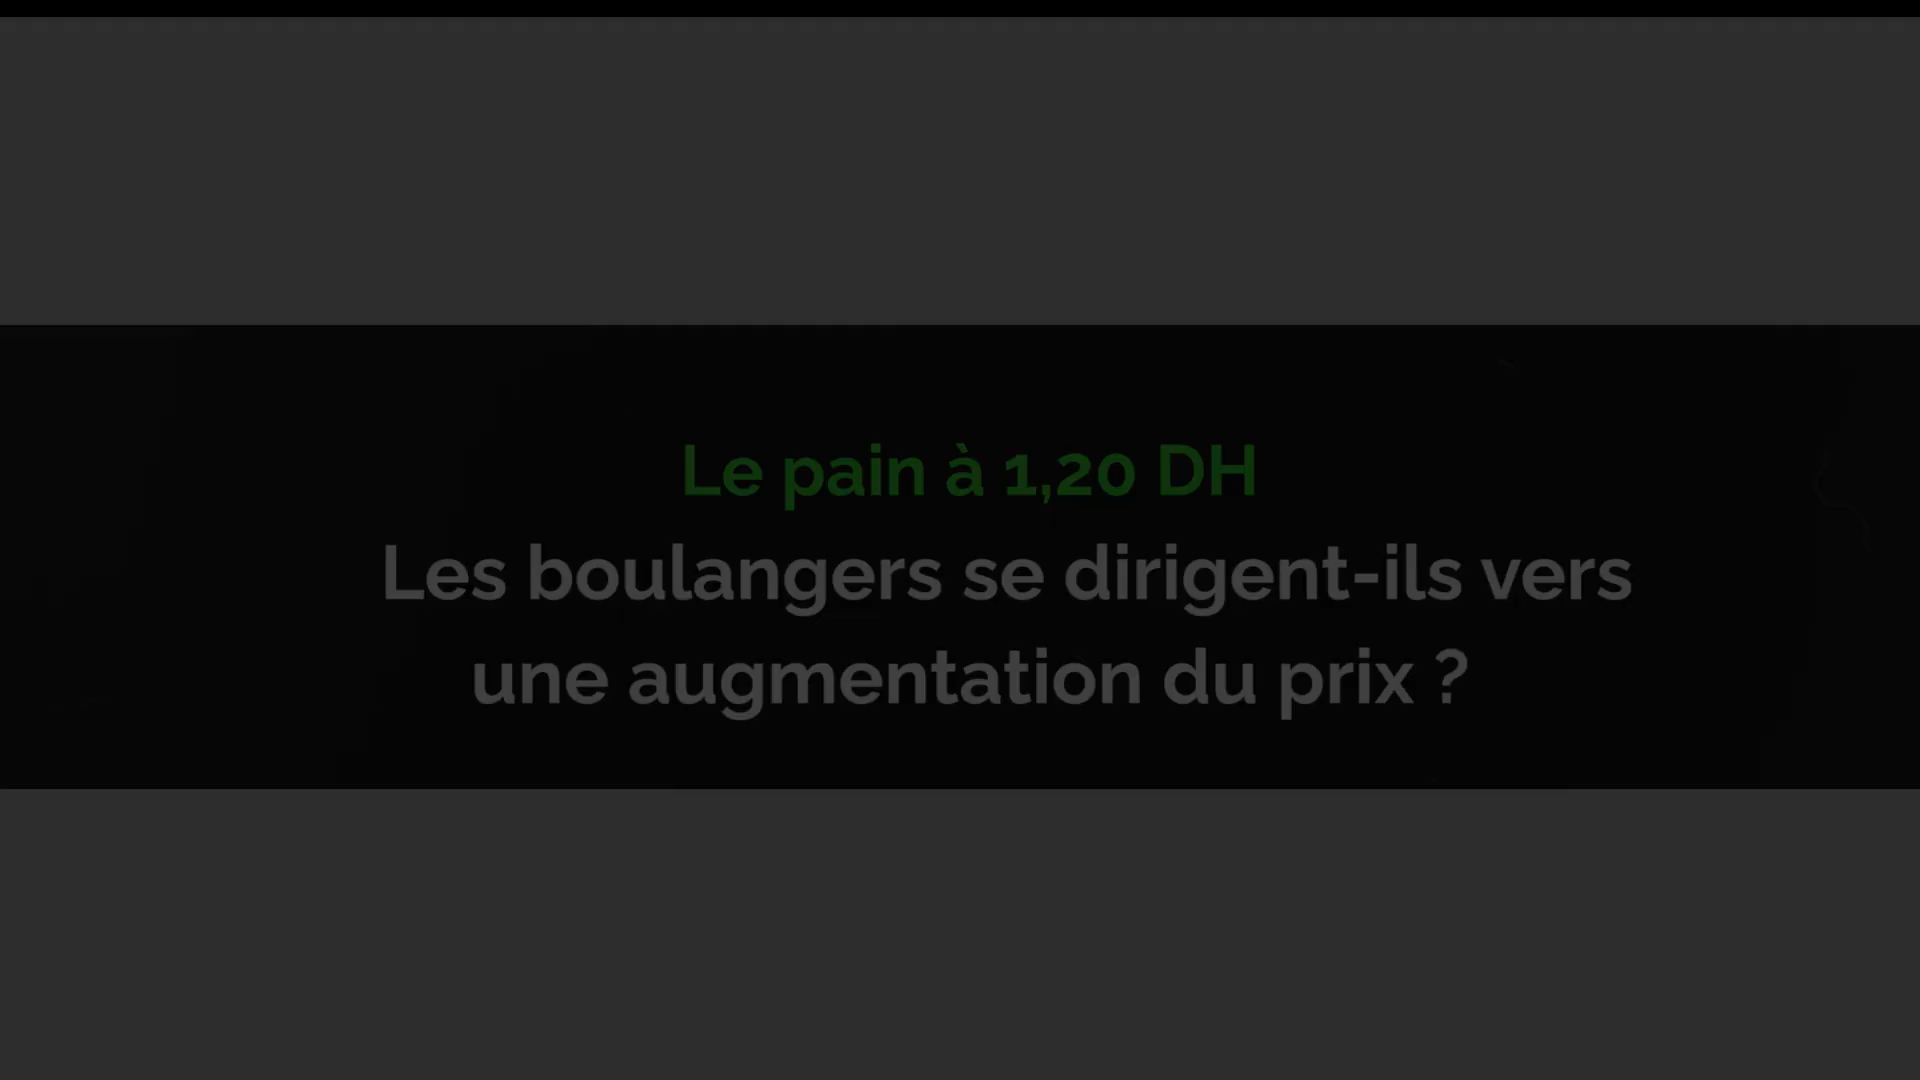 Le pain à 1,20 DH
Les boulangers se dirigent-ils vers
une augmentation du prix ?